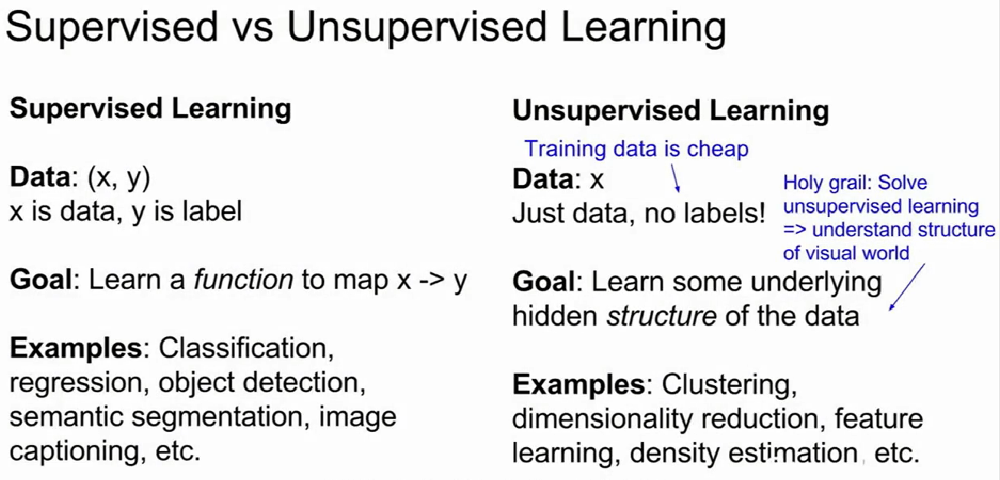 Supervised vs Unsupervised Learning
Supervised Learning
Data: (x, y)
x is data, y is label
Goal: Learn a function to map x -> y
Examples: Classification,
regression, object detection,
semantic segmentation, image
captioning, etc.
Unsupervised Learning
Training data is cheap
Data: x
Just data, no labels!
Holy grail: Solve
unsupervised learning
=> understand structure
of visual world
Goal: Learn some underlying
hidden structure of the data
Examples: Clustering,
dimensionality reduction, feature
learning, density estimation, etc.